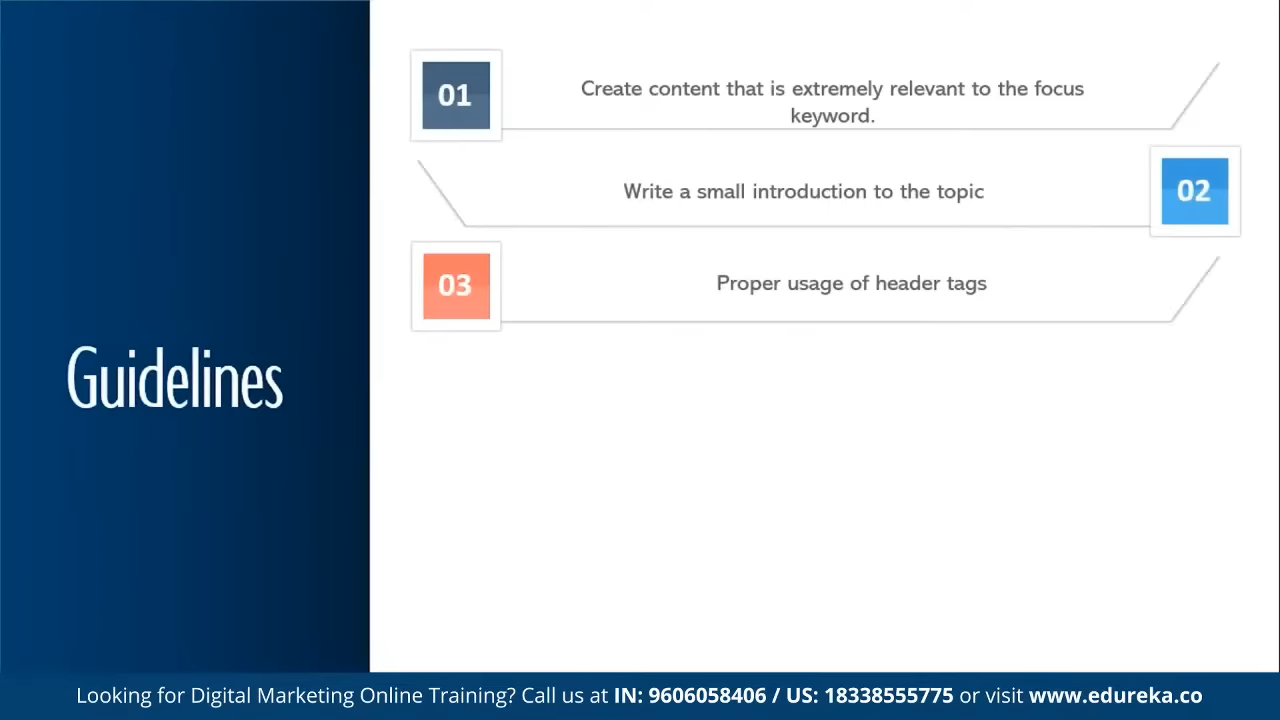 01
Create content that is extremely relevant to the focus
keyword.
Write a small introduction to the topic
02
03
Proper usage of header tags
Guidelines
Looking for Digital Marketing Online Training? Call us at IN: 9606058406 / US: 18338555775 or visit www.edureka.co